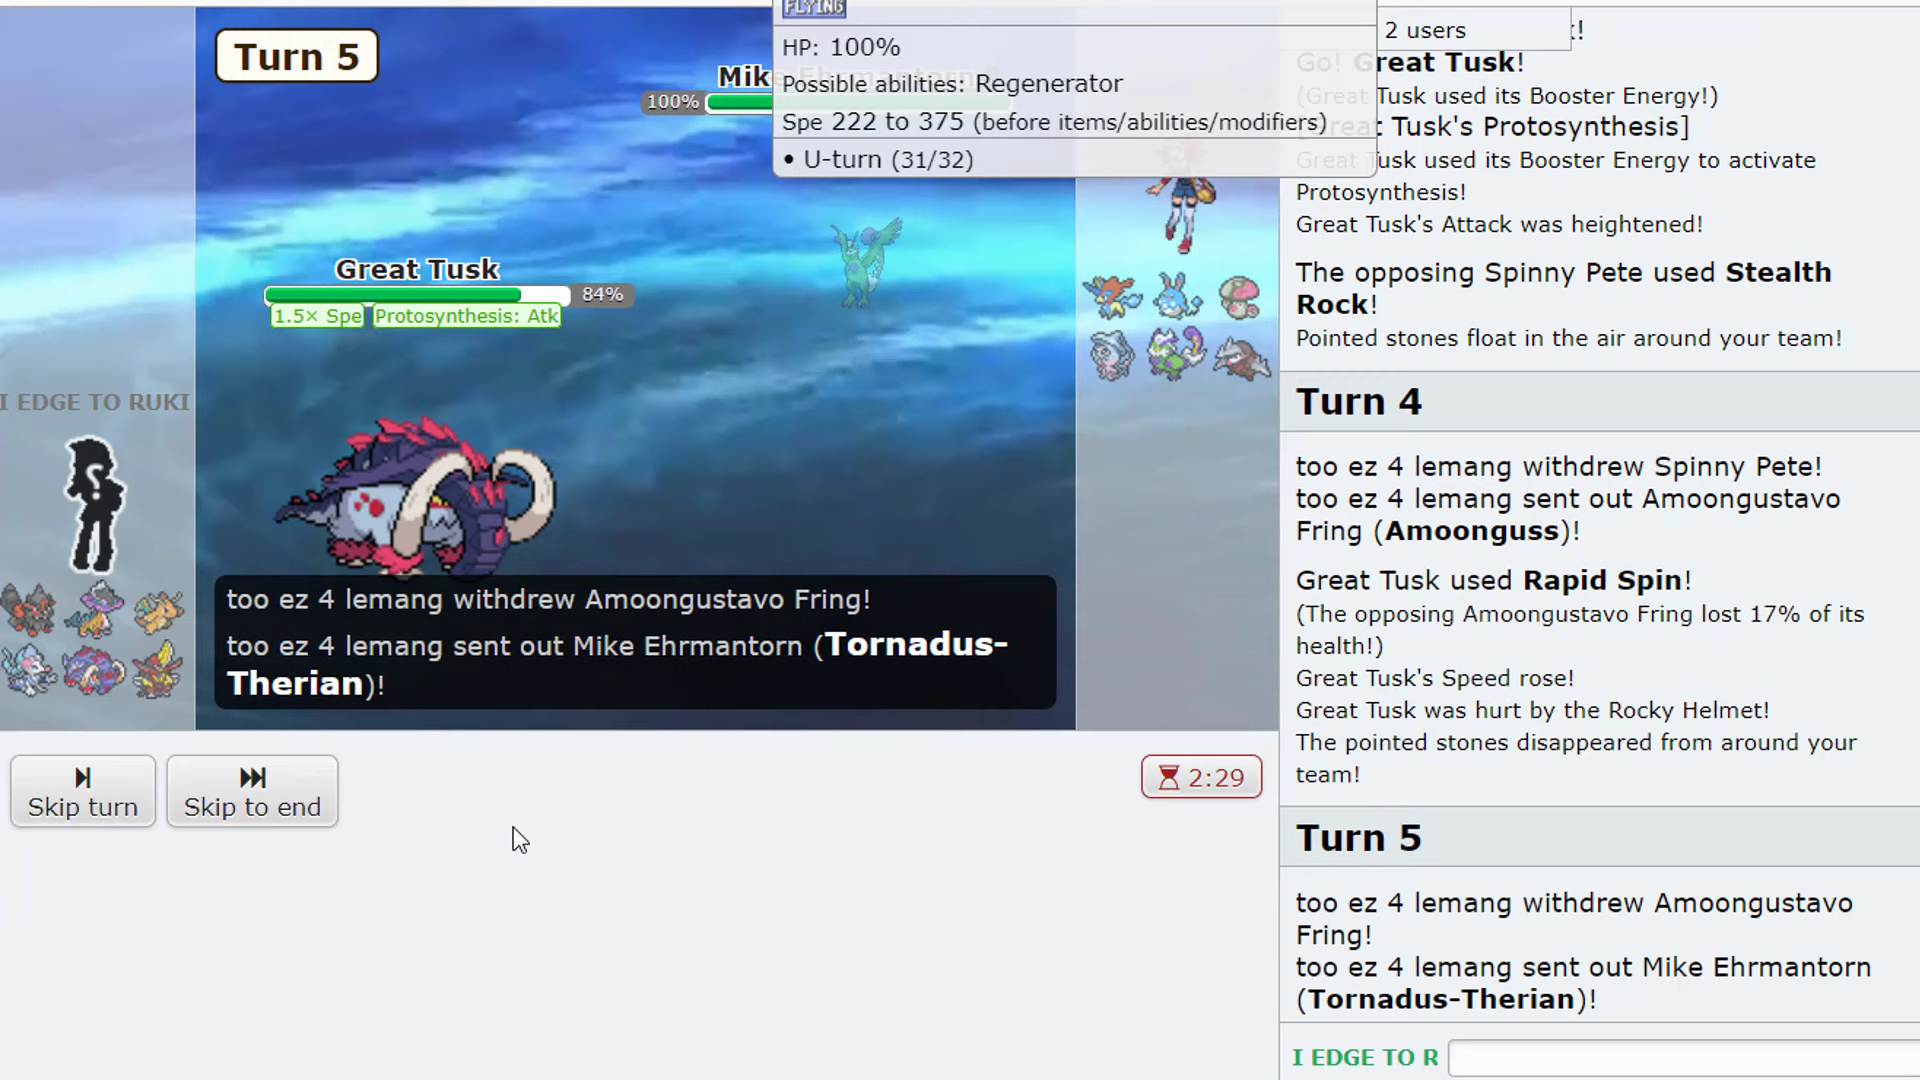 Turn 5
FLYING
HP: 100%
Possible abilities: Regenerator
Spe 222 to 375 (before items/abilities/modifiers)
• U-turn (31/32)
Mike Ehrmantorn
100%
Great Tusk
84%
1.5× Spe
Protosynthesis: Atk
I EDGE TO RUKI
too ez 4 lemang withdrew Amoongustavo Fring!
too ez 4 lemang sent out Mike Ehrmantorn (Tornadus-
Therian)!
Skip turn
Skip to end
2:29
2 users
Go! Great Tusk!
(Great Tusk used its Booster Energy!)
Tusk's Protosynthesis]
Great Tusk used its Booster Energy to activate
Protosynthesis!
Great Tusk's Attack was heightened!
The opposing Spinny Pete used Stealth
Rock!
Pointed stones float in the air around your team!
Turn 4
too ez 4 lemang withdrew Spinny Pete!
too ez 4 lemang sent out Amoongustavo
Fring (Amoonguss)!
Great Tusk used Rapid Spin!
(The opposing Amoongustavo Fring lost 17% of its
health!)
Great Tusk's Speed rose!
Great Tusk was hurt by the Rocky Helmet!
The pointed stones disappeared from around your
team!
Turn 5
too ez 4 lemang withdrew Amoongustavo
Fring!
too ez 4 lemang sent out Mike Ehrmantorn
(Tornadus-Therian)!
I EDGE TO R